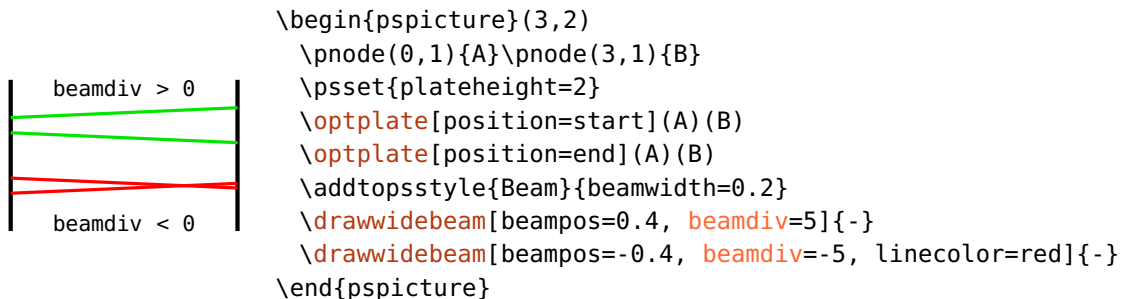 beamdiv > 0
beamdiv < 0
\begin{pspicture}(3,2)
  \pnode(0,1){A}\pnode(3,1){B}
  \psset{plateheight=2}
  \optplate[position=start](A)(B)
  \optplate[position=end](A)(B)
  \addtopsstyle{Beam}{beamwidth=0.2}
  \drawwidebeam[beampos=0.4, beamdiv=5]{-}
  \drawwidebeam[beampos=-0.4, beamdiv=-5, linecolor=red]{-}
\end{pspicture}